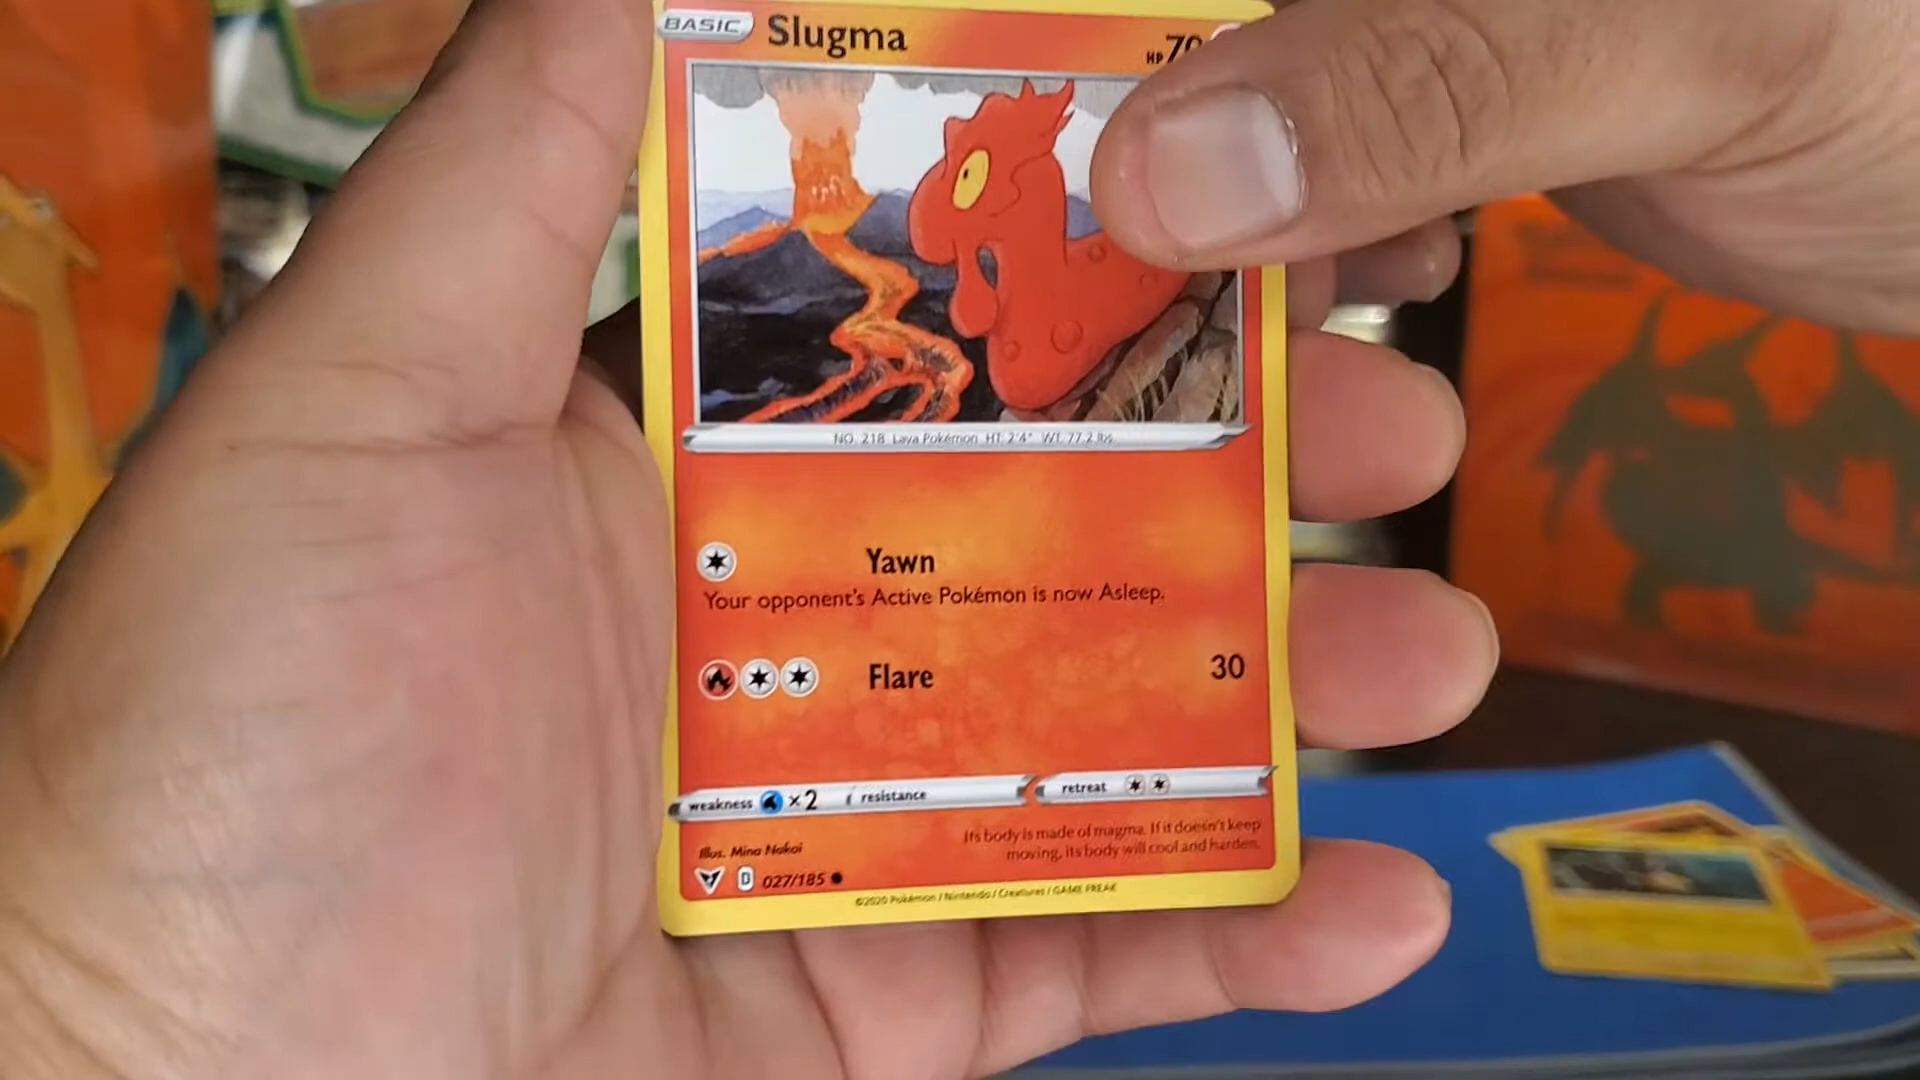 BASIC Slugma HP 70
NO. 218 Lava Pokémon HT: 2'4" WT: 77.2 lbs.
Yawn
Your opponent's Active Pokémon is now Asleep.
Flare 30
weakness ×2 resistance retreat
Its body is made of magma. If it doesn't keep
moving, its body will cool and harden.
Illus. Mina Nakai
D 027/185
©2020 Pokémon / Nintendo / Creatures / GAME FREAK